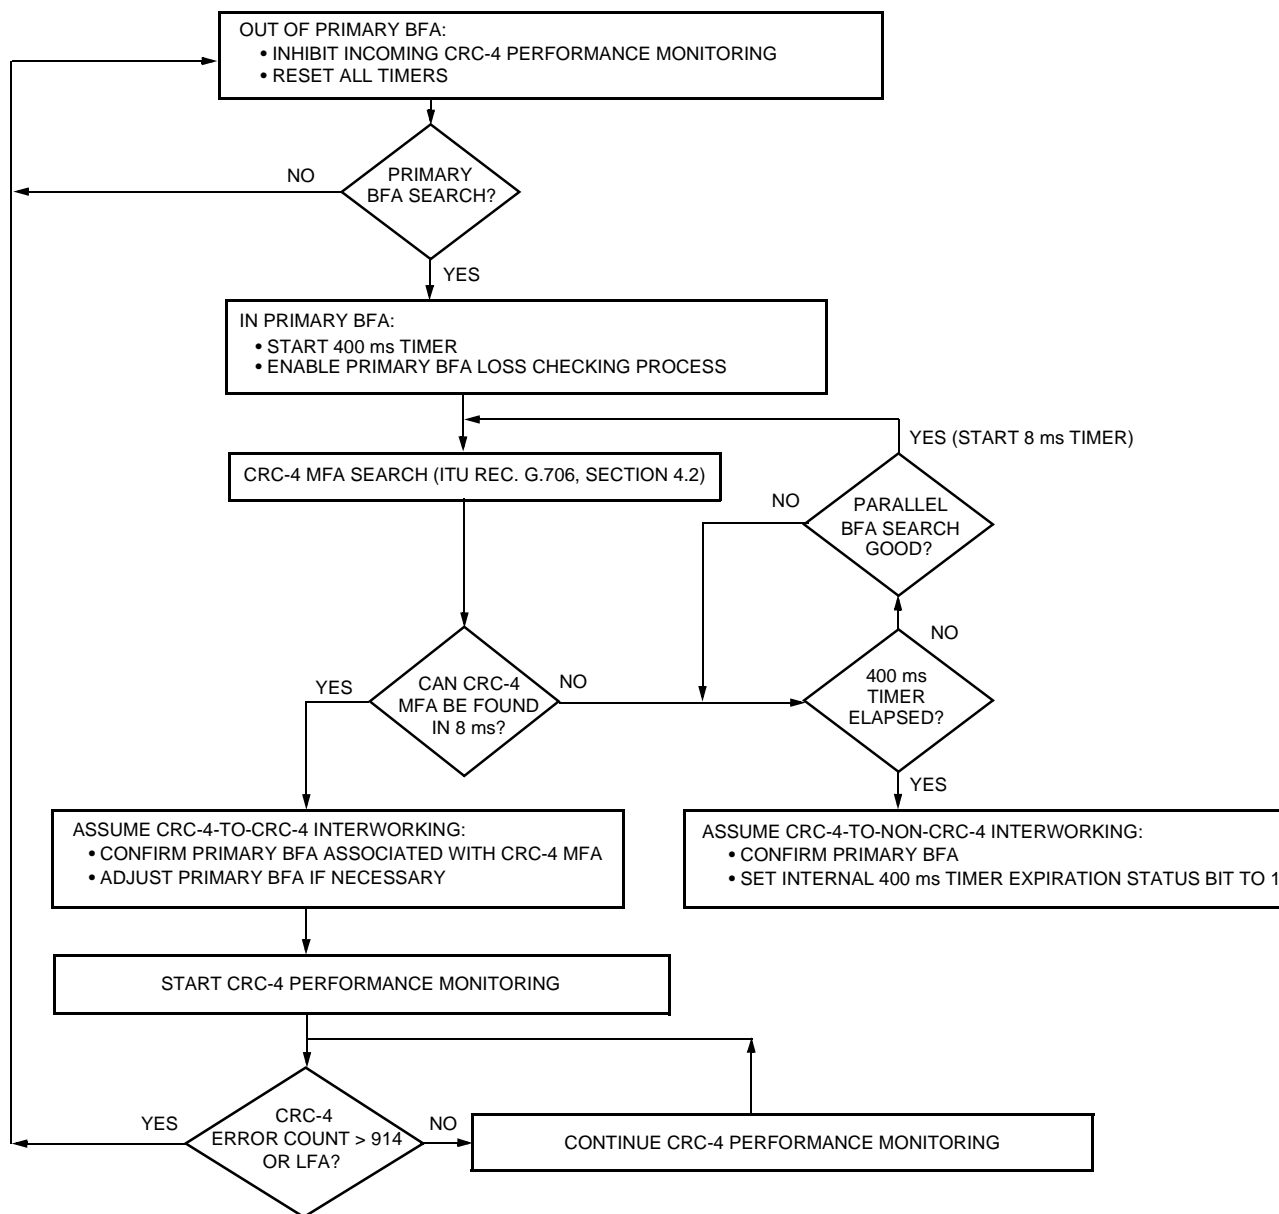 OUT OF PRIMARY BFA:
• INHIBIT INCOMING CRC-4 PERFORMANCE MONITORING
• RESET ALL TIMERS
NO
PRIMARY
BFA SEARCH?
YES
IN PRIMARY BFA:
• START 400 ms TIMER
• ENABLE PRIMARY BFA LOSS CHECKING PROCESS
YES (START 8 ms TIMER)
CRC-4 MFA SEARCH (ITU REC. G.706, SECTION 4.2)
NO
PARALLEL
BFA SEARCH
GOOD?
NO
YES
CAN CRC-4
MFA BE FOUND
IN 8 ms?
NO
400 ms
TIMER
ELAPSED?
YES
ASSUME CRC-4-TO-CRC-4 INTERWORKING:
• CONFIRM PRIMARY BFA ASSOCIATED WITH CRC-4 MFA
• ADJUST PRIMARY BFA IF NECESSARY
ASSUME CRC-4-TO-NON-CRC-4 INTERWORKING:
• CONFIRM PRIMARY BFA
• SET INTERNAL 400 ms TIMER EXPIRATION STATUS BIT TO 1
START CRC-4 PERFORMANCE MONITORING
YES
CRC-4
ERROR COUNT > 914
OR LFA?
NO
CONTINUE CRC-4 PERFORMANCE MONITORING